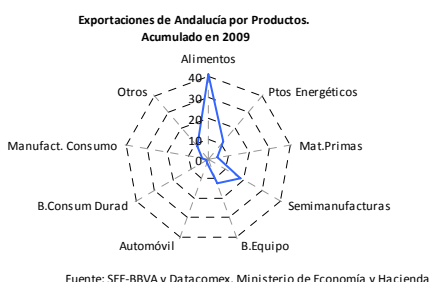 Exportaciones de Andalucía por Productos.
Acumulado en 2009
Alimentos
Otros
Ptos Energéticos
Manufact. Consumo
Mat.Primas
B.Consum Durad
Semimanufacturas
Automóvil
B.Equipo
40
30
20
10
0
Fuente: SEE-BBVA y Datacomex. Ministerio de Economía y Hacienda